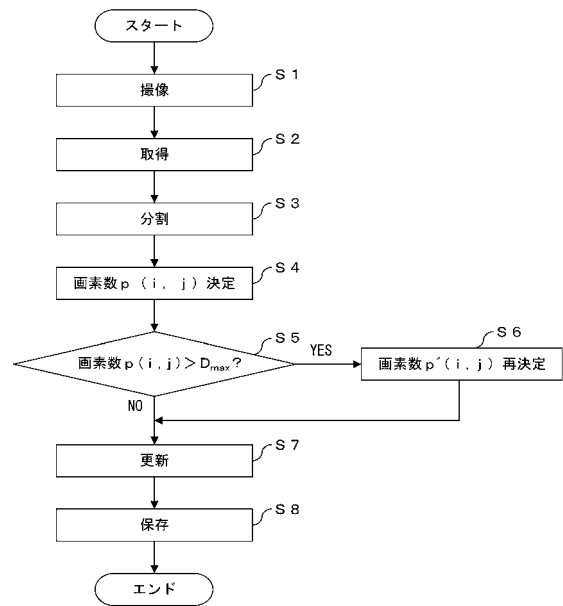 スタート
撮像
S1
取得
S2
分割
S3
画素数p (i, j) 決定
S4
画素数p(i,j)>Dmax?
S5
YES
画素数p´(i, j) 再決定
S6
NO
更新
S7
保存
S8
エンド